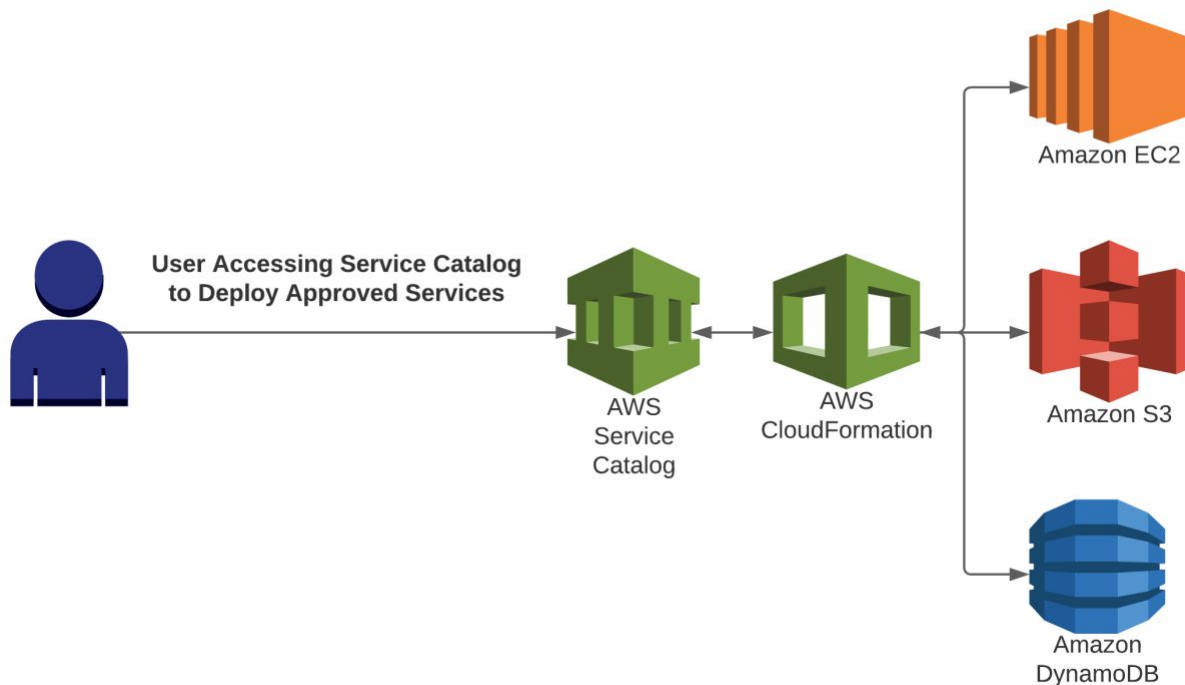 Amazon EC2
User Accessing Service Catalog
to Deploy Approved Services
AWS
Service
Catalog
AWS
CloudFormation
Amazon S3
Amazon
DynamoDB